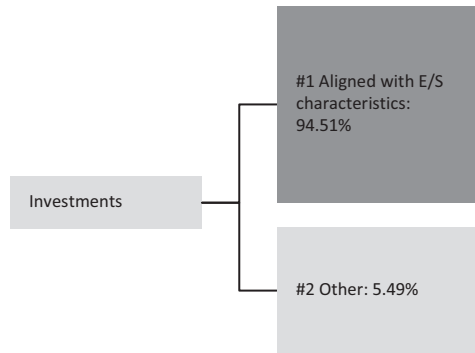 #1 Aligned with E/S
characteristics:
94.51%
Investments
#2 Other: 5.49%